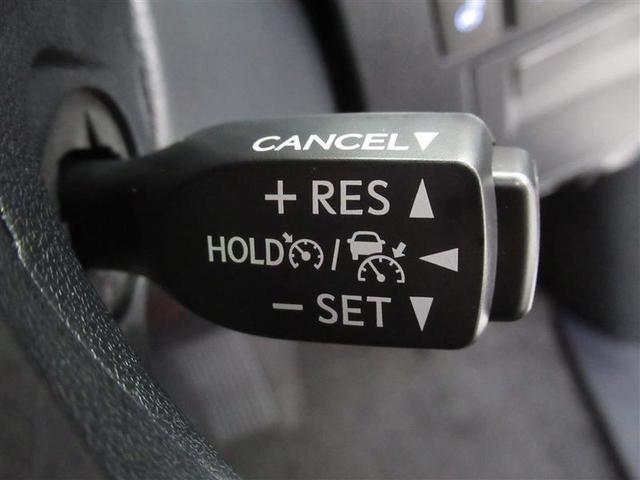 CANCEL▼
+ RES ▲
HOLD / ◀
− SET ▼